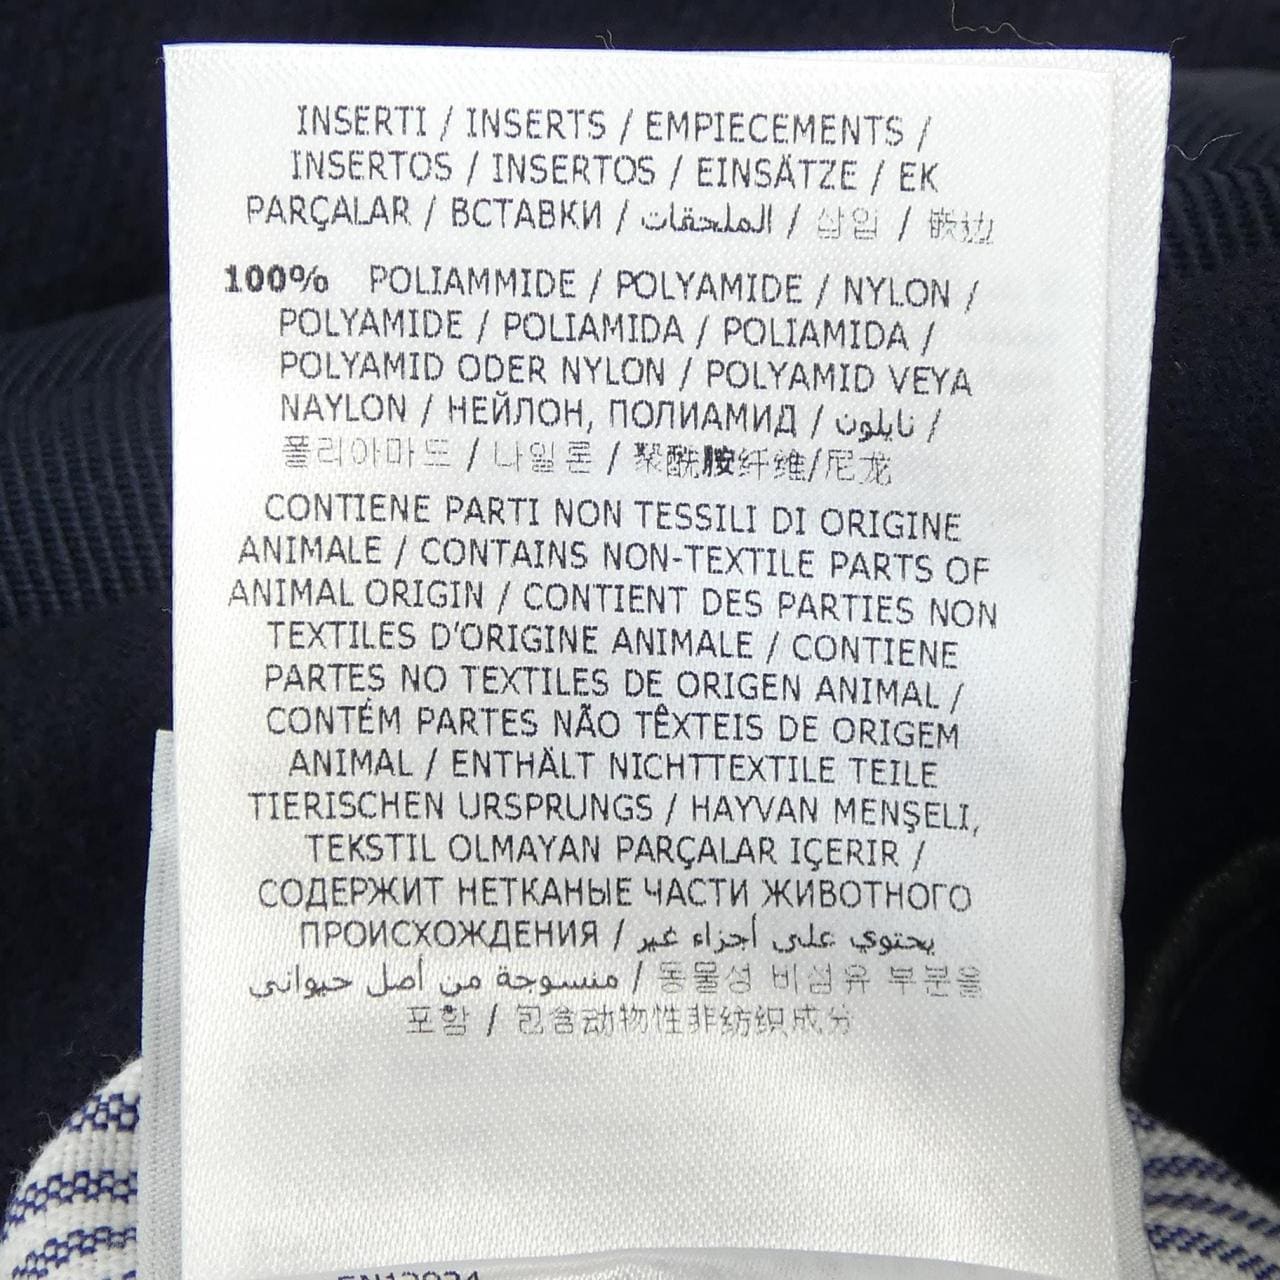 INSERTI / INSERTS / EMPIECEMENTS /
INSERTOS / INSERTOS / EINSÄTZE / EK
PARÇALAR / ВСТАВКИ / الملحقات / 삽입 / 嵌边
100% POLIAMMIDE / POLYAMIDE / NYLON /
POLYAMIDE / POLIAMIDA / POLIAMIDA /
POLYAMID ODER NYLON / POLYAMID VEYA
NAYLON / НЕЙЛОН, ПОЛИАМИД / نايلون /
폴리아마드 / 나일론 / 聚酰胺纤维/尼龙
CONTIENE PARTI NON TESSILI DI ORIGINE
ANIMALE / CONTAINS NON-TEXTILE PARTS OF
ANIMAL ORIGIN / CONTIENT DES PARTIES NON
TEXTILES D'ORIGINE ANIMALE / CONTIENE
PARTES NO TEXTILES DE ORIGEN ANIMAL /
CONTÉM PARTES NÃO TÊXTEIS DE ORIGEM
ANIMAL / ENTHÄLT NICHTTEXTILE TEILE
TIERISCHEN URSPRUNGS / HAYVAN MENŞELI,
TEKSTIL OLMAYAN PARÇALAR IÇERIR /
СОДЕРЖИТ НЕТКАНЫЕ ЧАСТИ ЖИВОТНОГО
ПРОИСХОЖДЕНИЯ / يحتوي على أجزاء غير
منسوجة من أصل حيواني / 동물성 비섬유 부분을
포함 / 包含动物性非纺织成分